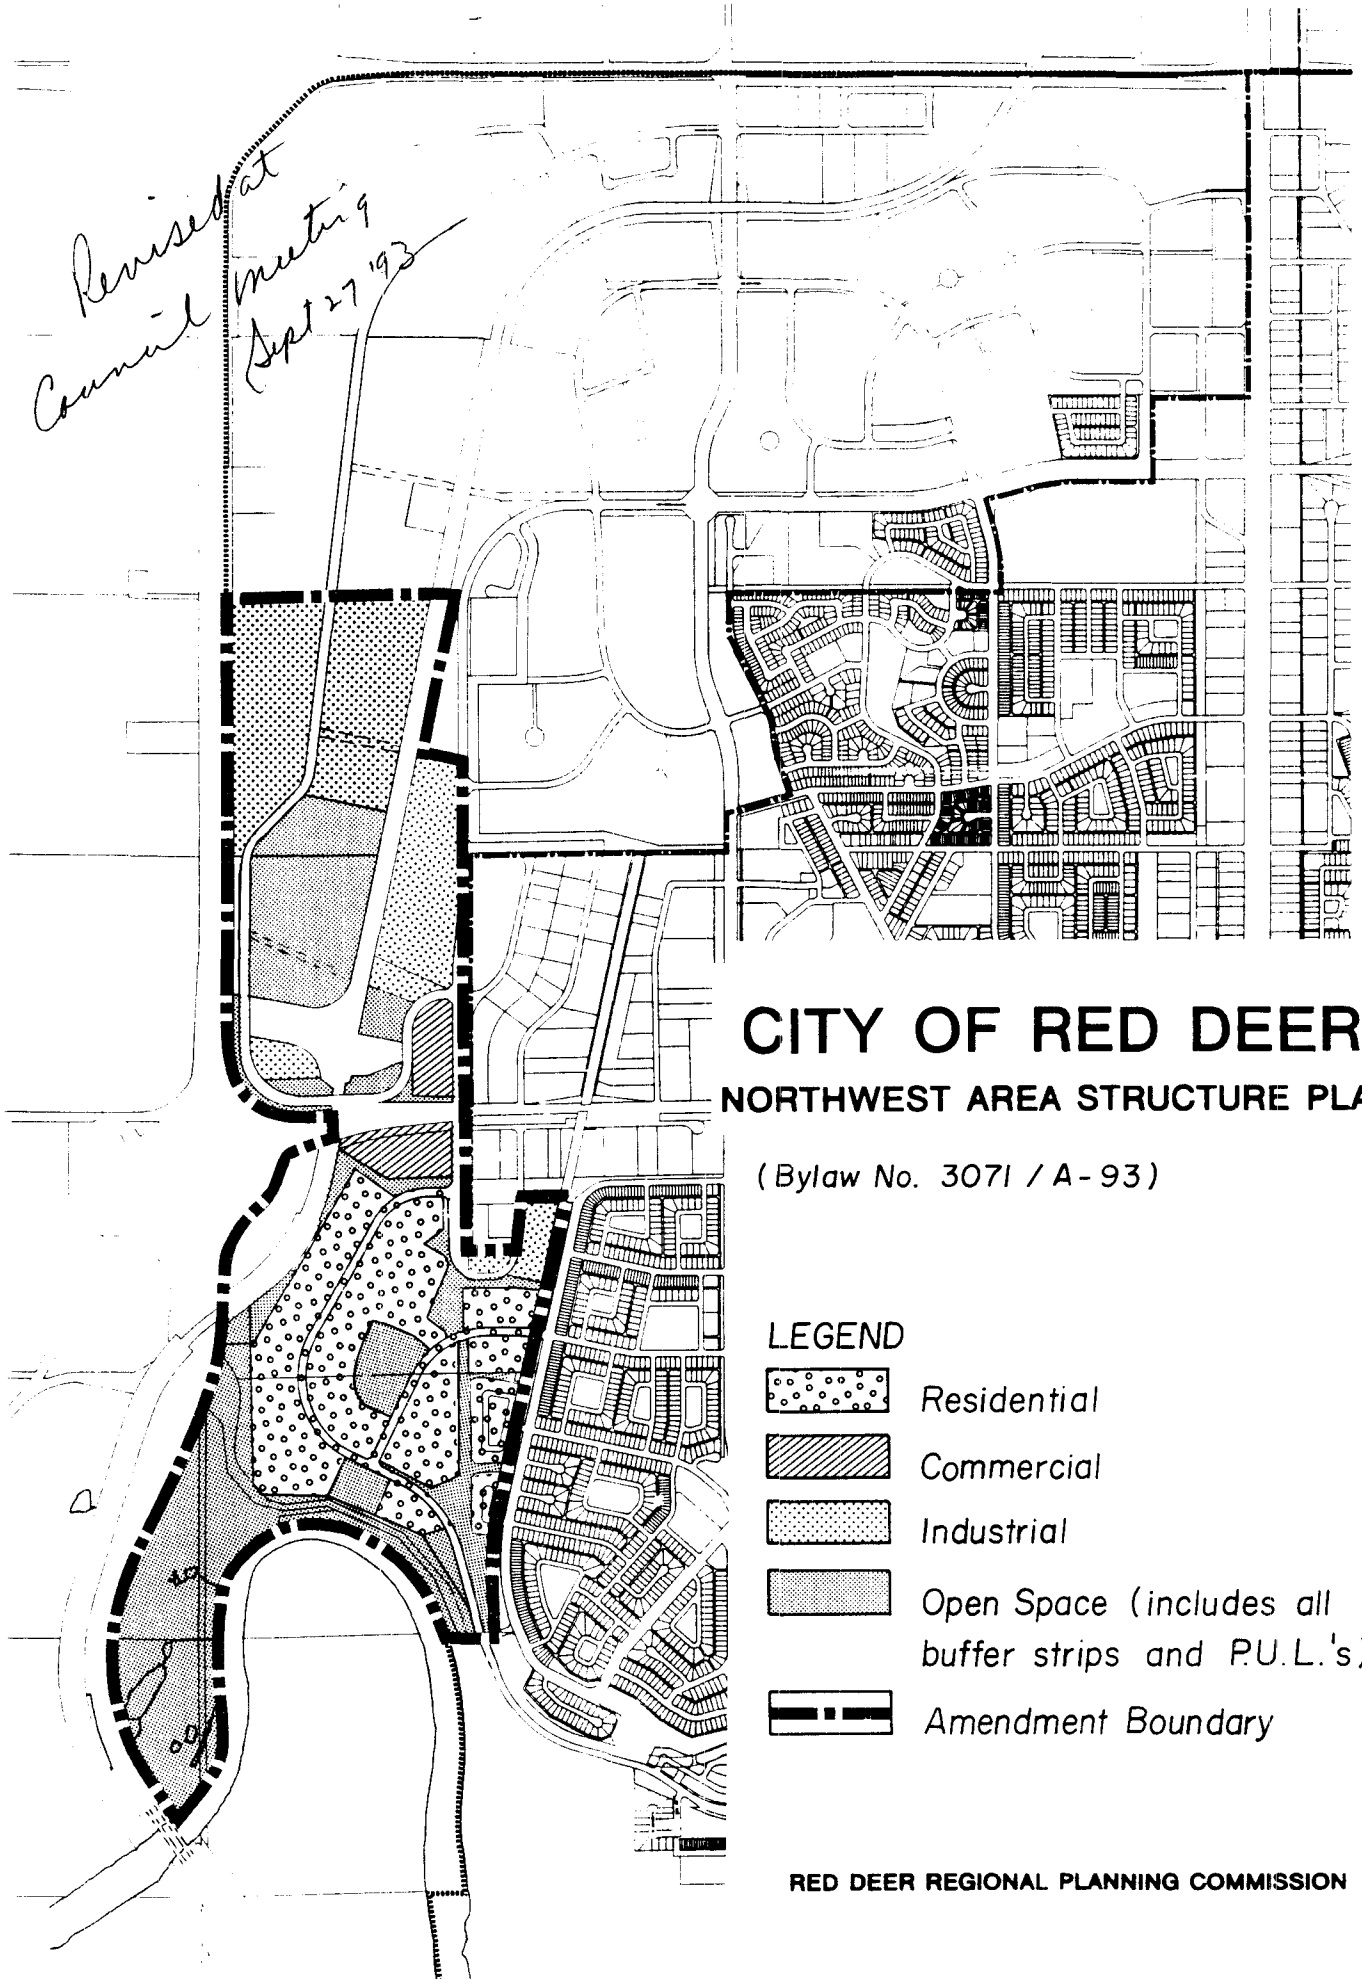 Revised at
Council meeting
Sept 27 '93
CITY OF RED DEER
NORTHWEST AREA STRUCTURE PLA
(Bylaw No. 3071 / A-93)
LEGEND
Residential
Commercial
Industrial
Open Space (includes all
buffer strips and P.U.L.'s)
Amendment Boundary
RED DEER REGIONAL PLANNING COMMISSION